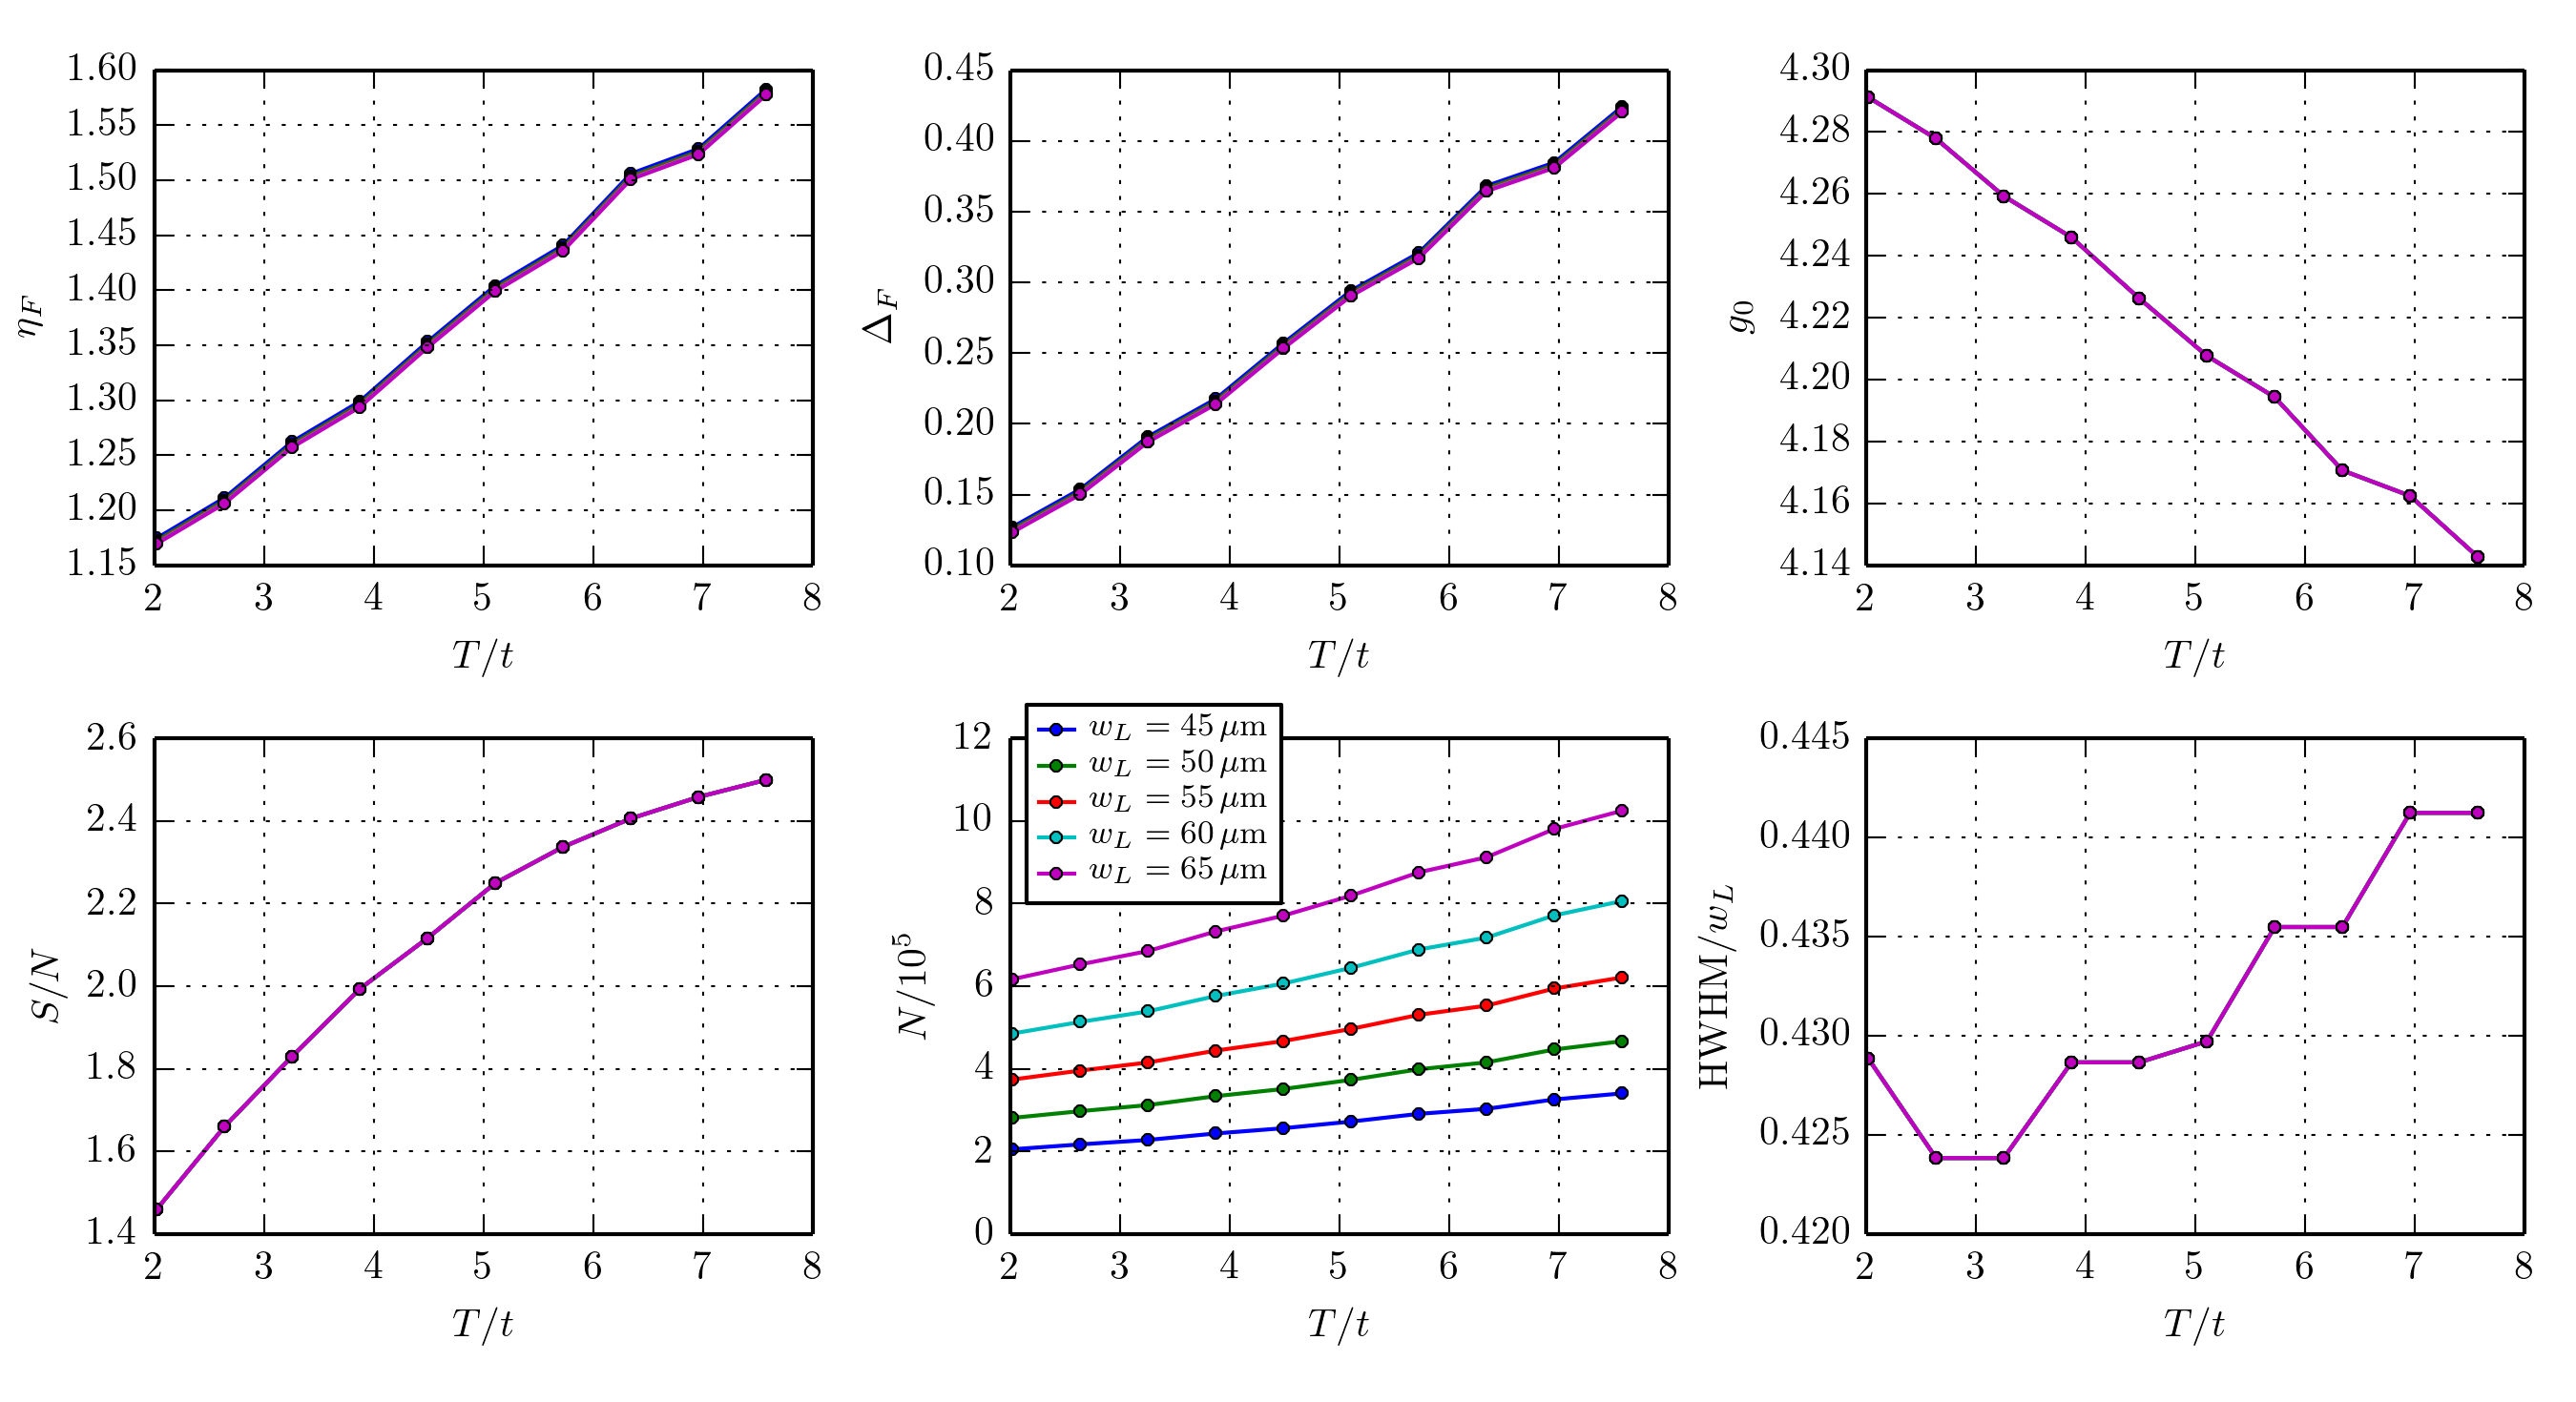 1.60
1.55
1.50
1.45
1.40
1.35
1.30
1.25
1.20
1.15
η_F
2 3 4 5 6 7 8
T/t
0.45
0.40
0.35
0.30
0.25
0.20
0.15
0.10
Δ_F
2 3 4 5 6 7 8
T/t
4.30
4.28
4.26
4.24
4.22
4.20
4.18
4.16
4.14
g_0
2 3 4 5 6 7 8
T/t
2.6
2.4
2.2
2.0
1.8
1.6
1.4
S/N
2 3 4 5 6 7 8
T/t
w_L = 45 μm
w_L = 50 μm
w_L = 55 μm
w_L = 60 μm
w_L = 65 μm
12
10
8
6
4
2
0
N/10^5
2 3 4 5 6 7 8
T/t
0.445
0.440
0.435
0.430
0.425
0.420
HWHM/w_L
2 3 4 5 6 7 8
T/t